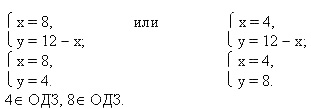 { x = 8, или { x = 4,
{ y = 12 − x; { y = 12 − x;
{ x = 8, { x = 4,
{ y = 4. { y = 8.
4∈ ОДЗ, 8∈ ОДЗ.